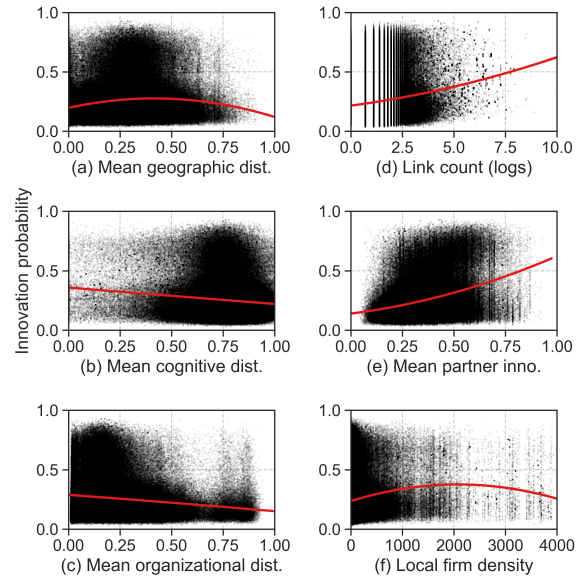 1.0
0.5
0.0
0.00 0.25 0.50 0.75 1.00
(a) Mean geographic dist.
1.0
0.5
0.0
0 2.5 5.0 7.5 10.0
(d) Link count (logs)
Innovation probability
1.0
0.5
0.0
0.00 0.25 0.50 0.75 1.00
(b) Mean cognitive dist.
1.0
0.5
0.0
0.00 0.25 0.50 0.75 1.00
(e) Mean partner inno.
1.0
0.5
0.0
0.00 0.25 0.50 0.75 1.00
(c) Mean organizational dist.
1.0
0.5
0.0
0 1000 2000 3000 4000
(f) Local firm density